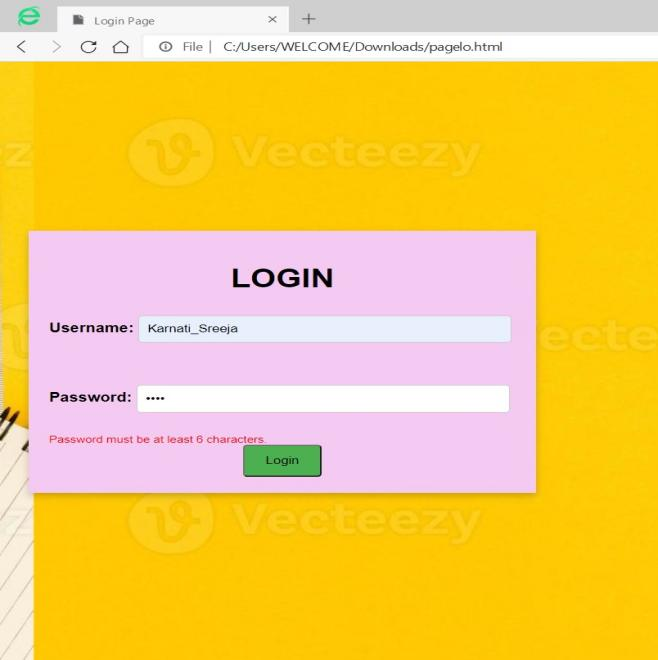 Login Page
File | C:/Users/WELCOME/Downloads/pagelo.html
Vecteezy
LOGIN
Username: Karnati_Sreeja
ecte
Password: ••••
Password must be at least 6 characters.
Login
Vecteezy